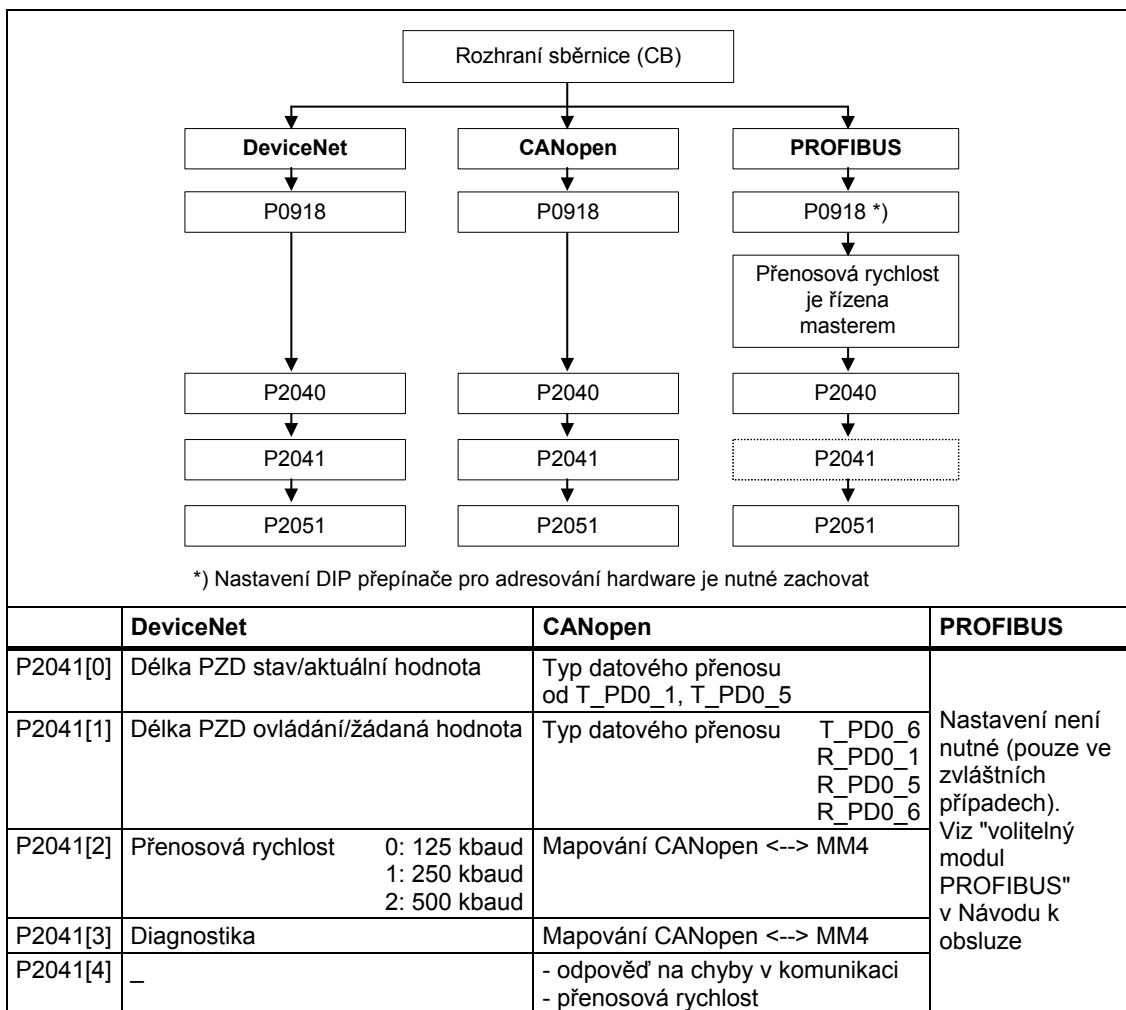 Rozhraní sběrnice (CB)
DeviceNet
CANopen
PROFIBUS
P0918
P0918
P0918 *)
Přenosová rychlost
je řízena
masterem
P2040
P2040
P2040
P2041
P2041
P2041
P2051
P2051
P2051
*) Nastavení DIP přepínače pro adresování hardware je nutné zachovat
DeviceNet
CANopen
PROFIBUS
P2041[0]
Délka PZD stav/aktuální hodnota
Typ datového přenosu
od T_PD0_1, T_PD0_5
P2041[1]
Délka PZD ovládání/žádaná hodnota
Typ datového přenosu T_PD0_6
R_PD0_1
R_PD0_5
R_PD0_6
P2041[2]
Přenosová rychlost 0: 125 kbaud
1: 250 kbaud
2: 500 kbaud
Mapování CANopen <--> MM4
P2041[3]
Diagnostika
Mapování CANopen <--> MM4
P2041[4]
_
- odpověď na chyby v komunikaci
- přenosová rychlost
Nastavení není
nutné (pouze ve
zvláštních
případech).
Viz "volitelný
modul
PROFIBUS"
v Návodu k
obsluze